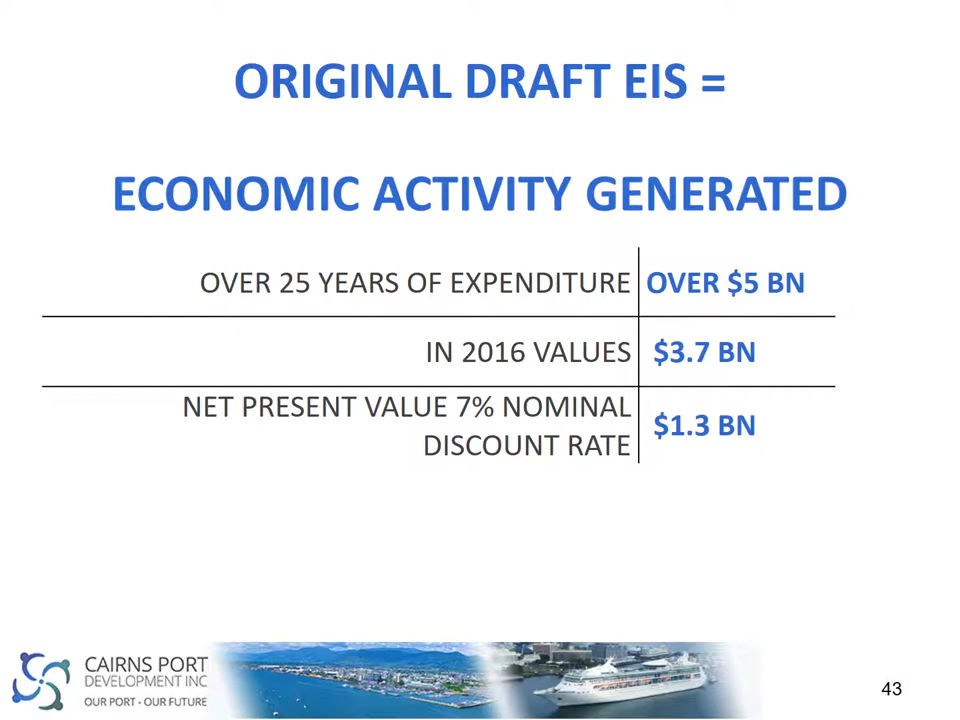 ORIGINAL DRAFT EIS =
ECONOMIC ACTIVITY GENERATED
OVER 25 YEARS OF EXPENDITURE OVER $5 BN
IN 2016 VALUES $3.7 BN
NET PRESENT VALUE 7% NOMINAL
DISCOUNT RATE $1.3 BN
CAIRNS PORT
DEVELOPMENT INC
OUR PORT - OUR FUTURE
43